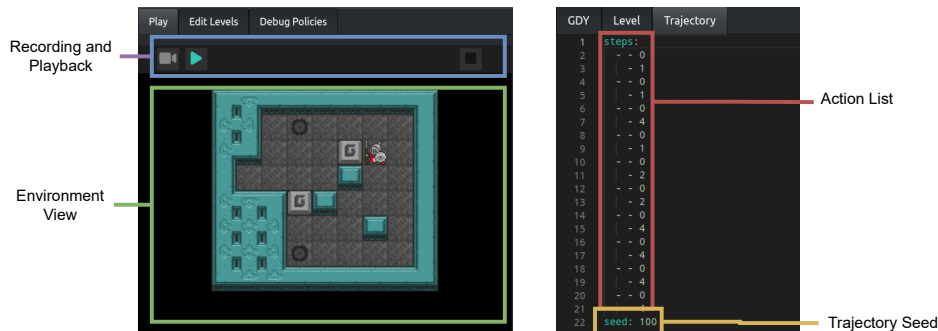 Recording and
Playback
Environment
View
Play Edit Levels Debug Policies
G
G
GDY Level Trajectory
1 steps:
2 - - 0
3 - 1
4 - - 0
5 - 1
6 - - 0
7 - 4
8 - - 0
9 - 1
10 - - 0
11 - 2
12 - - 0
13 - 2
14 - - 0
15 - 4
16 - - 0
17 - 4
18 - - 0
19 - 4
20 - - 0
21
22 seed: 100
Action List
Trajectory Seed